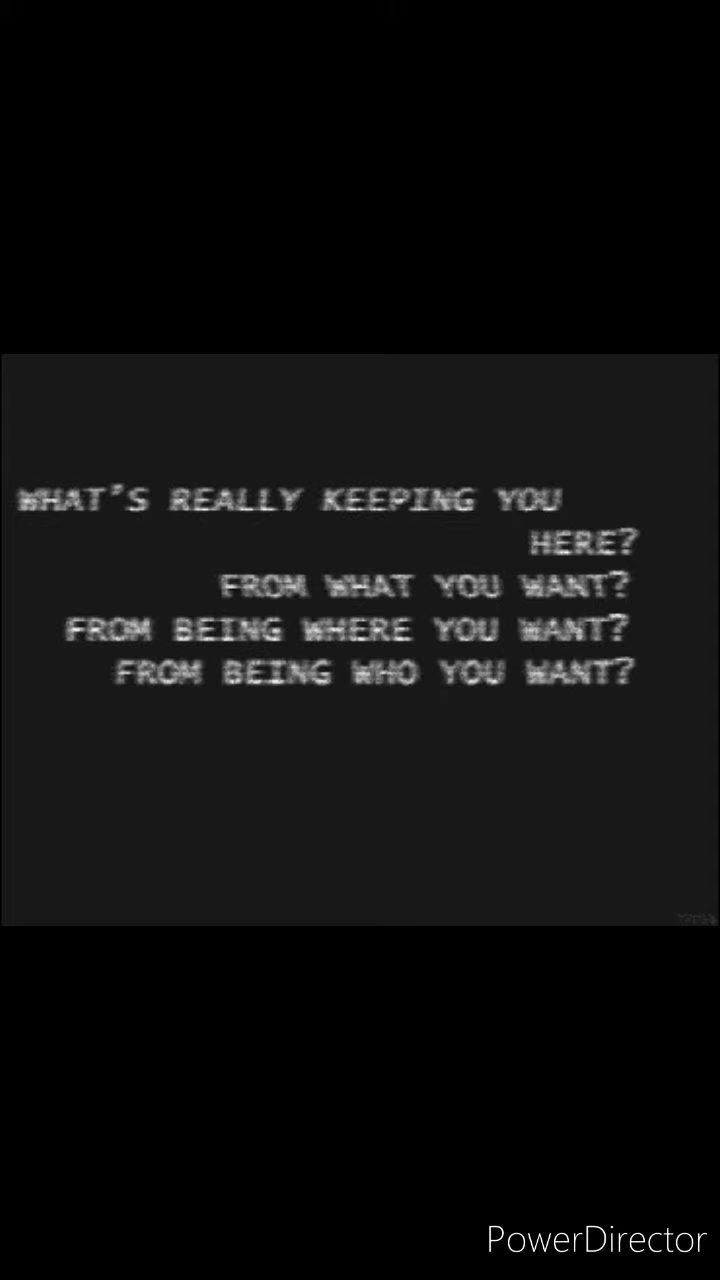 WHAT'S REALLY KEEPING YOU
HERE?
FROM WHAT YOU WANT?
FROM BEING WHERE YOU WANT?
FROM BEING WHO YOU WANT?
PowerDirector